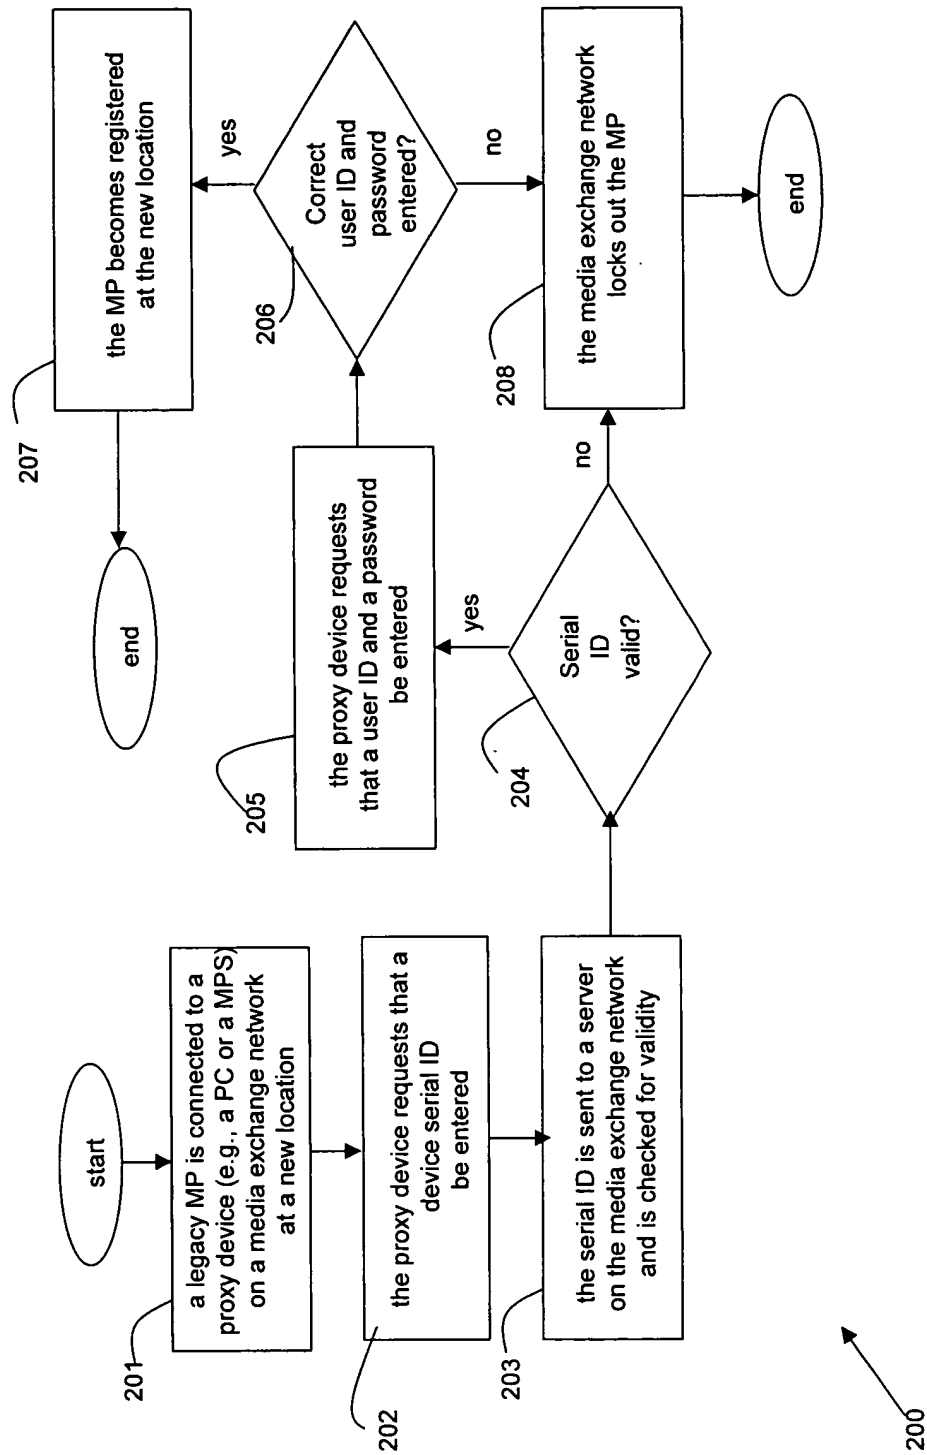 start
201
a legacy MP is connected to a
proxy device (e.g., a PC or a MPS)
on a media exchange network
at a new location
202
the proxy device requests that a
device serial ID
be entered
203
the serial ID is sent to a server
on the media exchange network
and is checked for validity
204
Serial
ID
valid?
yes
no
205
the proxy device requests
that a user ID and a password
be entered
206
Correct
user ID and
password
entered?
yes
no
207
the MP becomes registered
at the new location
end
208
the media exchange network
locks out the MP
end
200